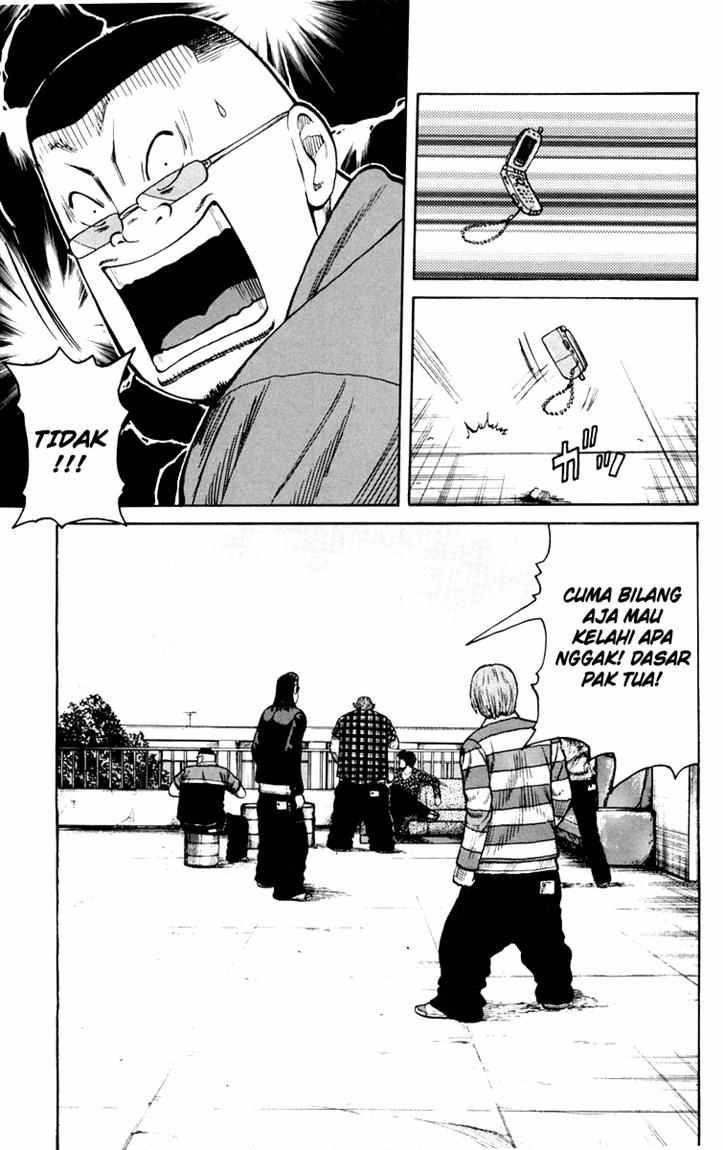 ガッ
TIDAK
!!!
CUMA BILANG
AJA MAU
KELAHI APA
NGGAK! DASAR
PAK TUA!